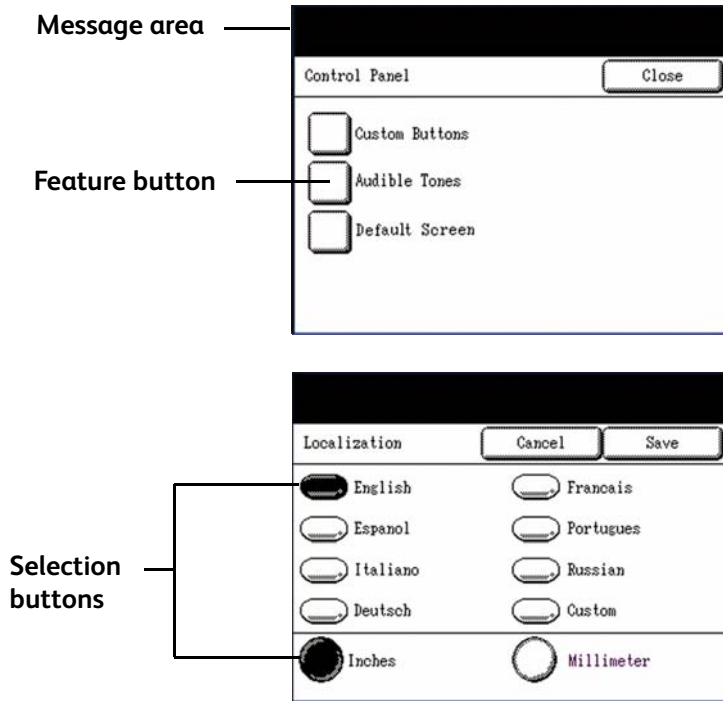 Message area
Control Panel Close
Custom Buttons
Feature button Audible Tones
Default Screen
Localization Cancel Save
English Francais
Espanol Portugues
Selection
buttons
Italiano Russian
Deutsch Custom
Inches Millimeter